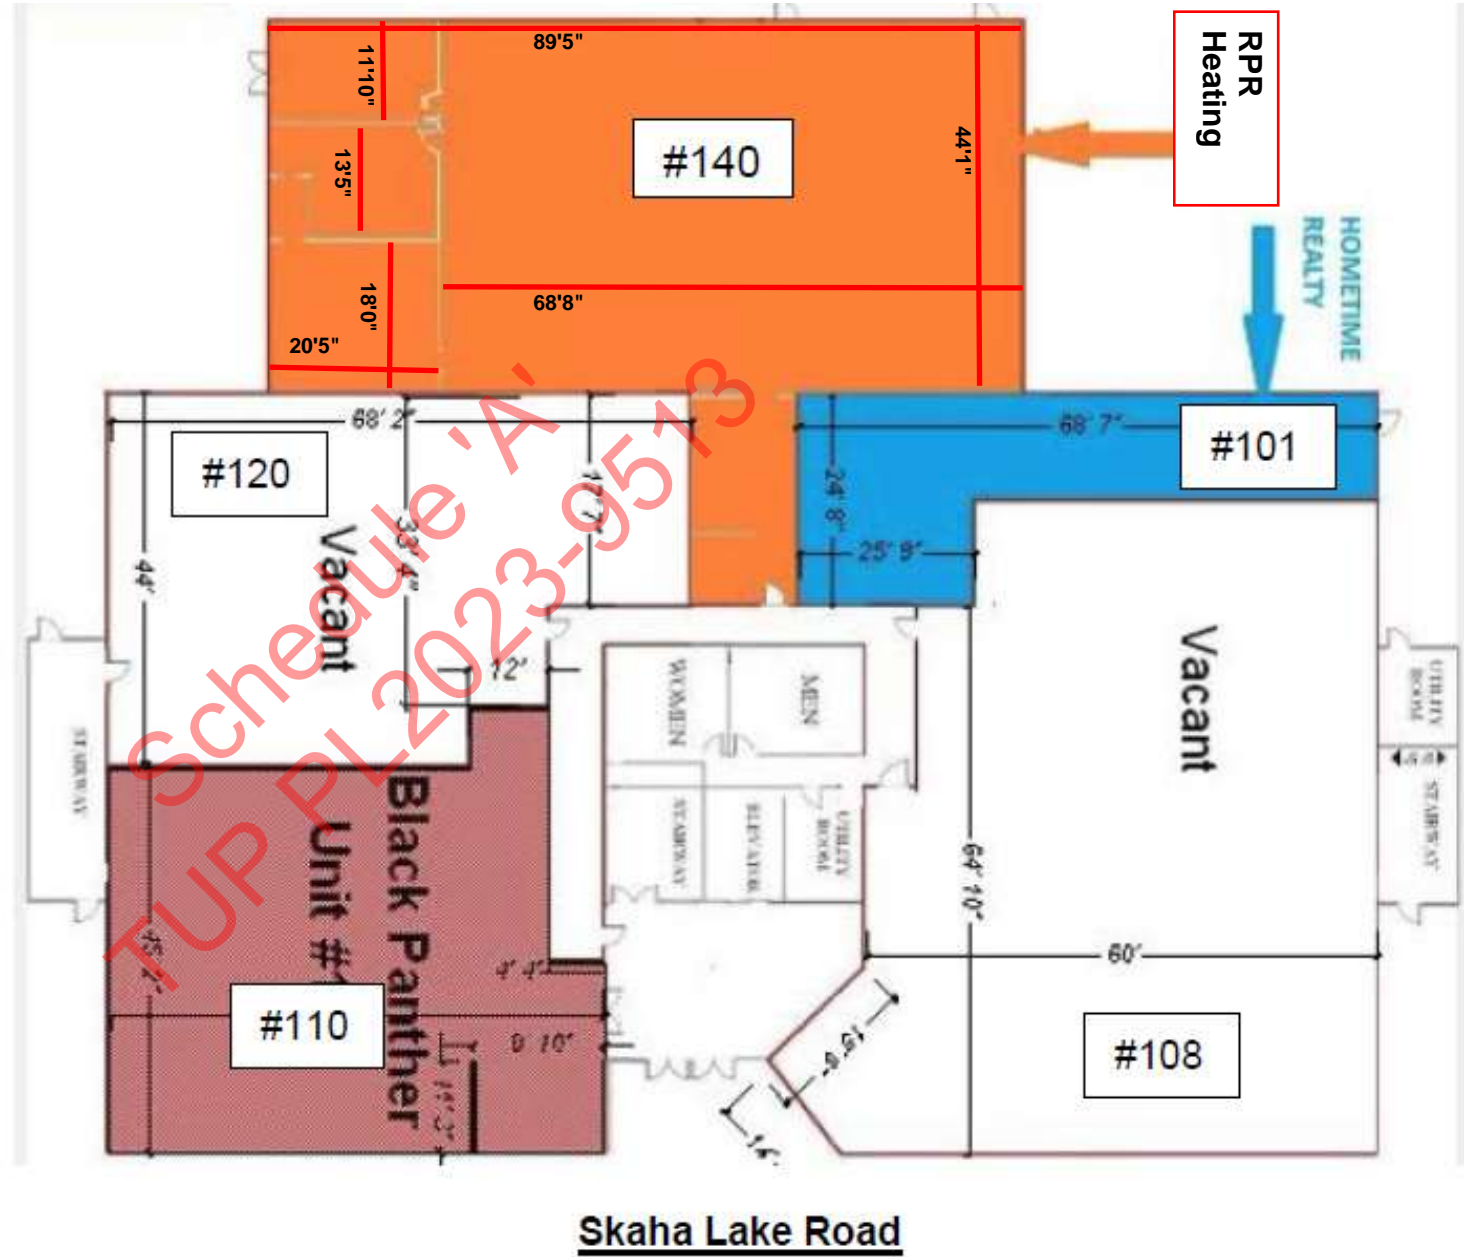 89'5"
11'10"
13'5"
18'0"
20'5"
68'8"
44'1"
#140
RPR
Heating
HOMETIME
REALTY
68' 2"
#120
Vacant
44'
33' 4"
17' 7"
12'
68' 7"
#101
24' 8"
25' 9"
Vacant
64' 10"
60'
#108
WOMEN
MEN
STAIRWAY
ELEVATOR
UTILITY
STAIRWAY
UTILITY
ROOM
STAIRWAY
Black Panther
Unit #1
#110
45' 2"
4' 4"
9' 10"
14'
Schedule 'A'
TUP PL2023-9513
Skaha Lake Road